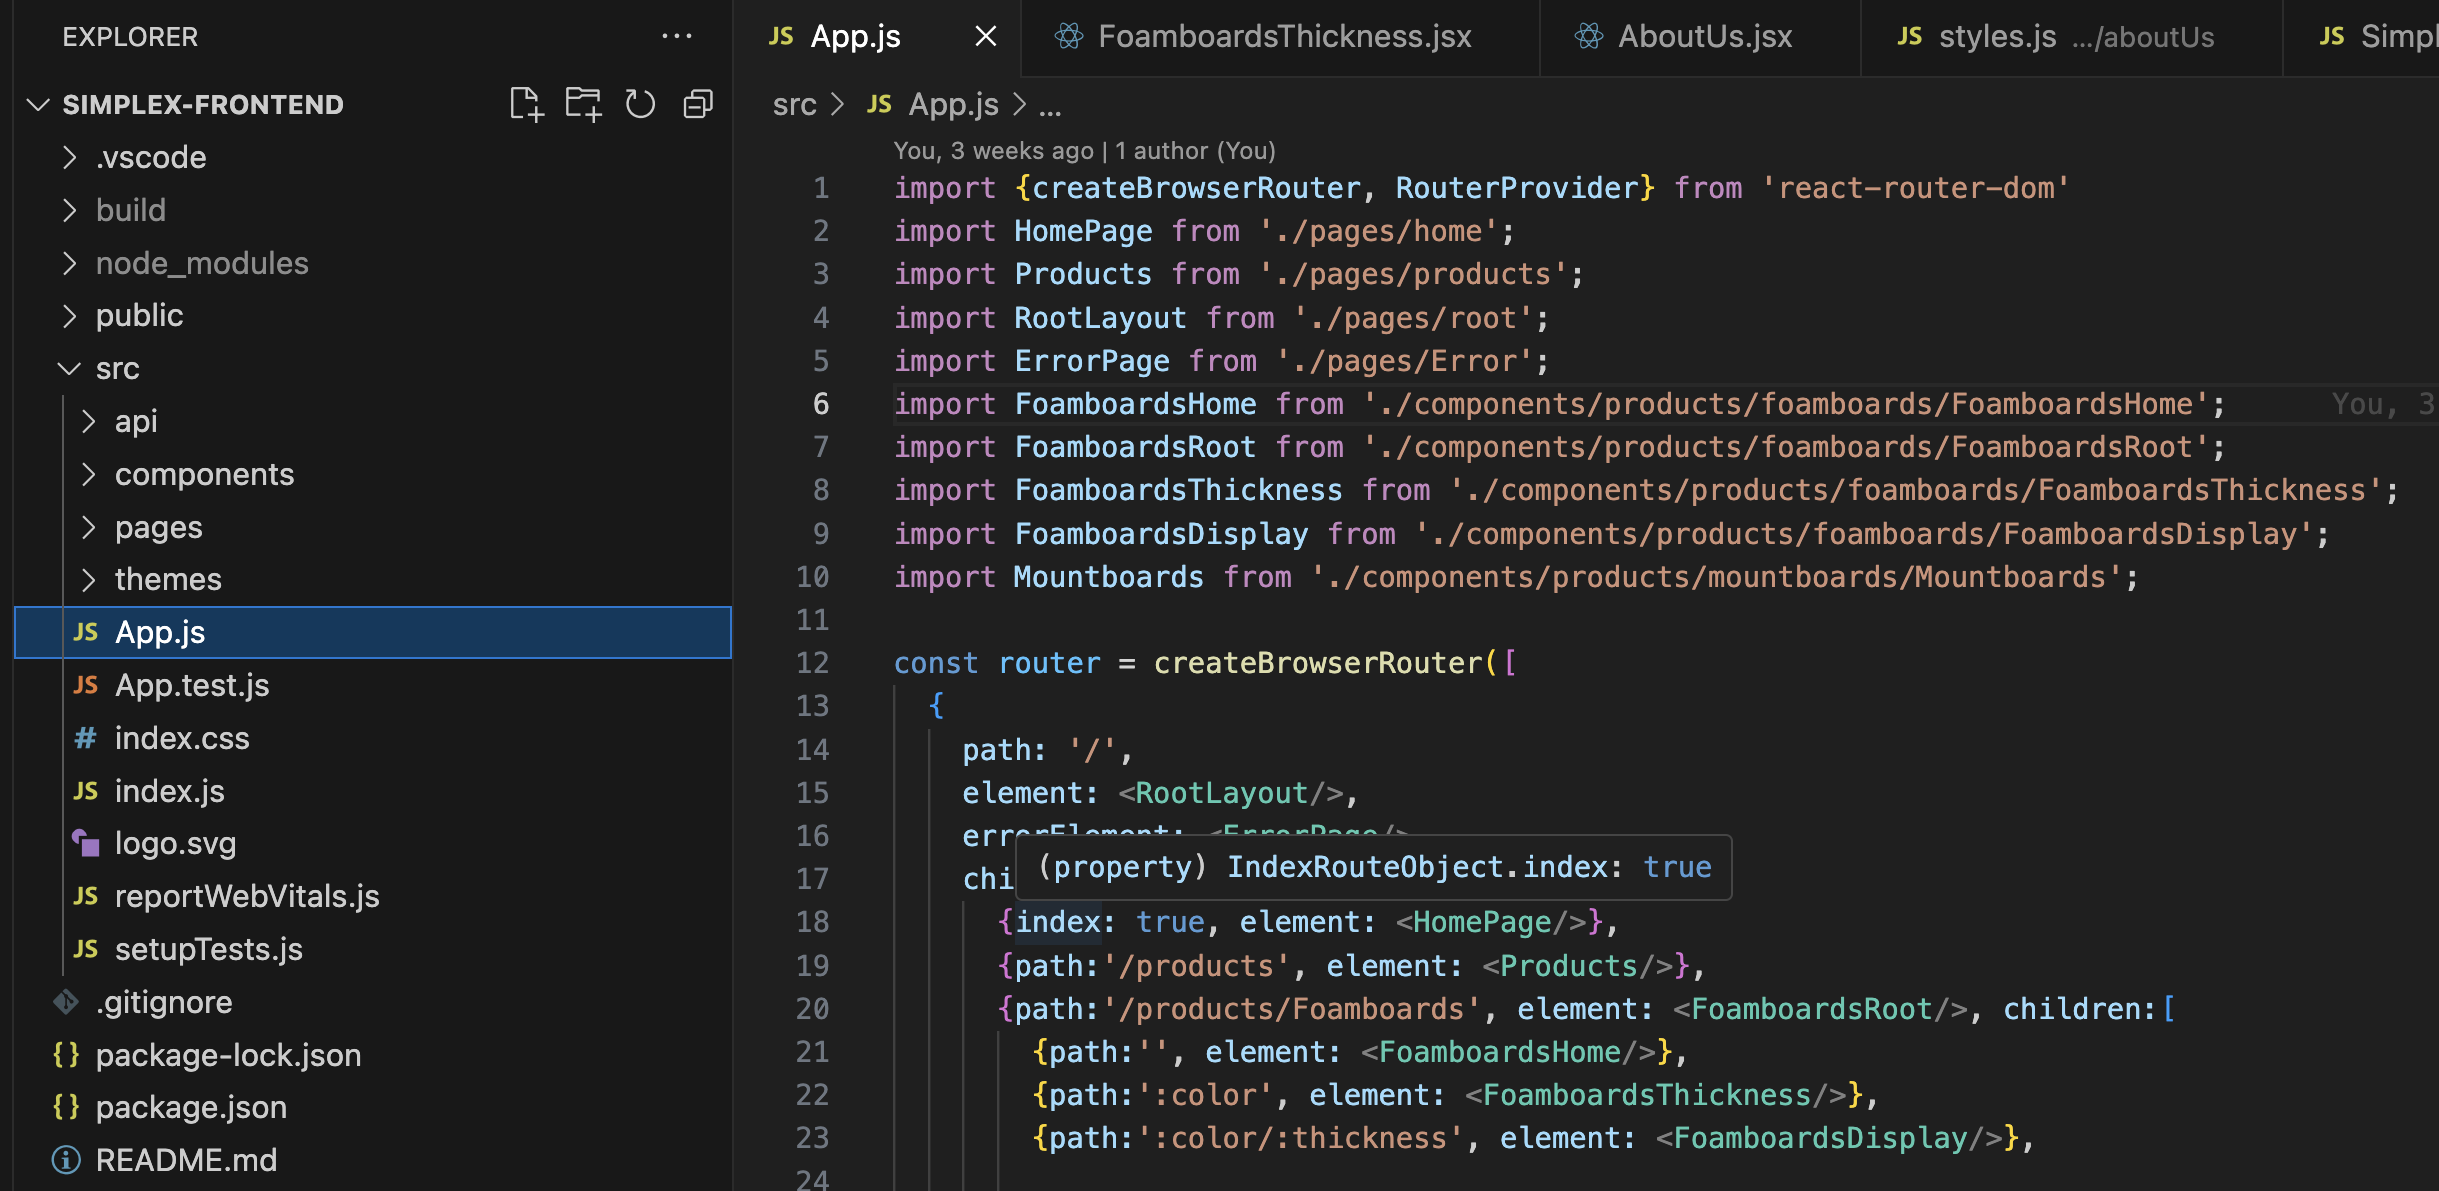 EXPLORER
SIMPLEX-FRONTEND
.vscode
build
node_modules
public
src
api
components
pages
themes
JS App.js
JS App.test.js
# index.css
JS index.js
logo.svg
JS reportWebVitals.js
JS setupTests.js
.gitignore
{} package-lock.json
{} package.json
README.md
JS App.js
FoamboardsThickness.jsx
AboutUs.jsx
JS styles.js .../aboutUs
JS Simpl
src > JS App.js > ...
You, 3 weeks ago | 1 author (You)
1 import {createBrowserRouter, RouterProvider} from 'react-router-dom'
2 import HomePage from './pages/home';
3 import Products from './pages/products';
4 import RootLayout from './pages/root';
5 import ErrorPage from './pages/Error';
6 import FoamboardsHome from './components/products/foamboards/FoamboardsHome'; You, 3
7 import FoamboardsRoot from './components/products/foamboards/FoamboardsRoot';
8 import FoamboardsThickness from './components/products/foamboards/FoamboardsThickness';
9 import FoamboardsDisplay from './components/products/foamboards/FoamboardsDisplay';
10 import Mountboards from './components/products/mountboards/Mountboards';
11
12 const router = createBrowserRouter([
13 {
14 path: '/',
15 element: <RootLayout/>,
16 errorElement: <ErrorPage/>
(property) IndexRouteObject.index: true
17 chi
18 {index: true, element: <HomePage/>},
19 {path:'/products', element: <Products/>},
20 {path:'/products/Foamboards', element: <FoamboardsRoot/>, children:[
21 {path:'', element: <FoamboardsHome/>},
22 {path:':color', element: <FoamboardsThickness/>},
23 {path:':color/:thickness', element: <FoamboardsDisplay/>},
24